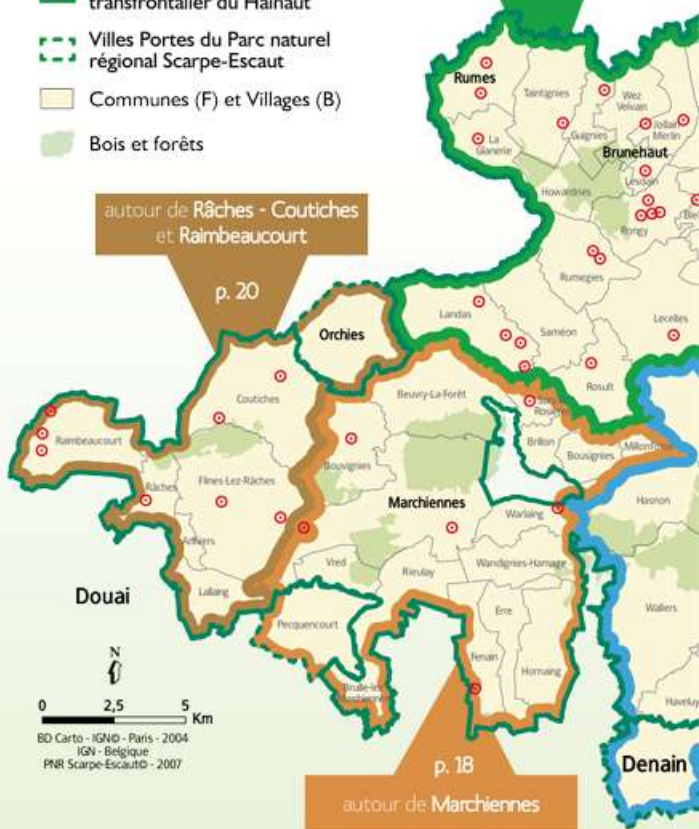 transfrontalier du Hainaut
Villes Portes du Parc naturel
régional Scarpe-Escaut
Communes (F) et Villages (B)
Bois et forêts
autour de Râches - Coutiches
et Raimbeaucourt
p. 20
Rumes
Taintignies
Wez
Velvain
La
Glanerie
Guignies
Jollain
Merlin
Brunehaut
Lesdain
Howardries
Rongy
Rumegies
Landas
Saméon
Lecelles
Orchies
Rosult
Coutiches
Beuvry-La-Forêt
Raimbeaucourt
Brillon
Bousignies
Millonfosse
Bouvignies
Râches
Flines-Lez-Râches
Marchiennes
Hasnon
Warlaing
Anhiers
Vred
Rieulay
Wandignies-Hamage
Douai
Lallaing
Erre
Wallers
Pecquencourt
Fenain
Hornaing
N
Haveluy
0 2,5 5
Km
BD Carto - IGN© - Paris - 2004
IGN - Belgique
PNR Scarpe-Escaut© - 2007
Denain
p. 18
autour de Marchiennes